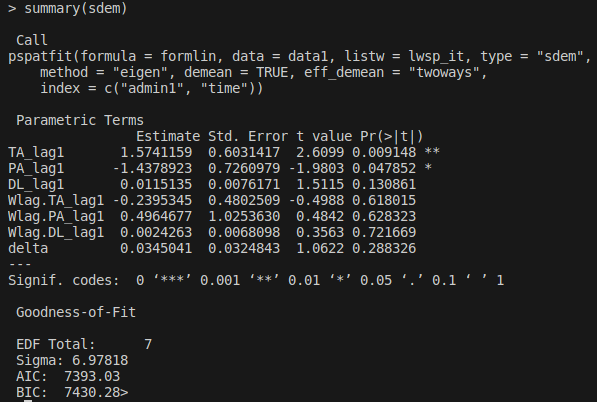 > summary(sdem)
Call
pspatfit(formula = formlin, data = data1, listw = lwsp_it, type = "sdem",
method = "eigen", demean = TRUE, eff_demean = "twoways",
index = c("admin1", "time"))
Parametric Terms
Estimate Std. Error t value Pr(>|t|)
TA_lag1 1.5741159 0.6031417 2.6099 0.009148 **
PA_lag1 -1.4378923 0.7260979 -1.9803 0.047852 *
DL_lag1 0.0115135 0.0076171 1.5115 0.130861
Wlag.TA_lag1 -0.2395345 0.4802509 -0.4988 0.618015
Wlag.PA_lag1 0.4964677 1.0253630 0.4842 0.628323
Wlag.DL_lag1 0.0024263 0.0068098 0.3563 0.721669
delta 0.0345041 0.0324843 1.0622 0.288326
---
Signif. codes: 0 ‘***’ 0.001 ‘**’ 0.01 ‘*’ 0.05 ‘.’ 0.1 ‘ ’ 1
Goodness-of-Fit
EDF Total: 7
Sigma: 6.97818
AIC: 7393.03
BIC: 7430.28>